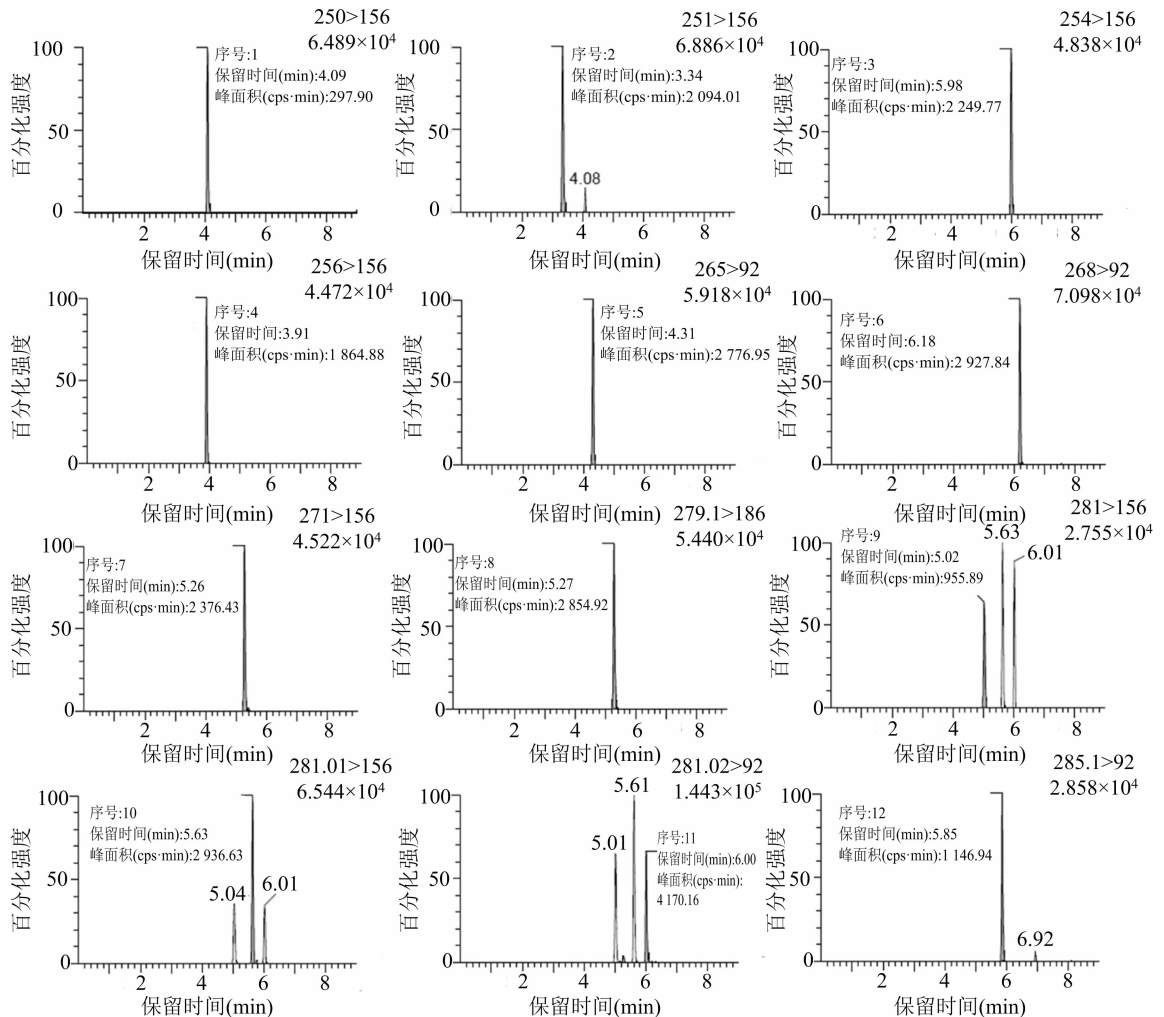 250>156
6.489×10⁴
序号:1
保留时间(min):4.09
峰面积(cps·min):297.90
百分化强度
100
50
0
2 4 6 8
保留时间(min)
251>156
6.886×10⁴
序号:2
保留时间(min):3.34
峰面积(cps·min):2 094.01
4.08
百分化强度
100
50
0
2 4 6 8
保留时间(min)
254>156
4.838×10⁴
序号:3
保留时间(min):5.98
峰面积(cps·min):2 249.77
百分化强度
100
50
0
2 4 6 8
保留时间(min)
256>156
4.472×10⁴
序号:4
保留时间:3.91
峰面积(cps·min):1 864.88
百分化强度
100
50
0
2 4 6 8
保留时间(min)
265>92
5.918×10⁴
序号:5
保留时间:4.31
峰面积(cps·min):2 776.95
百分化强度
100
50
0
2 4 6 8
保留时间(min)
268>92
7.098×10⁴
序号:6
保留时间:6.18
峰面积(cps·min):2 927.84
百分化强度
100
50
0
2 4 6 8
保留时间(min)
271>156
4.522×10⁴
序号:7
保留时间(min):5.26
峰面积(cps·min):2 376.43
百分化强度
100
50
0
2 4 6 8
保留时间(min)
279.1>186
5.440×10⁴
序号:8
保留时间(min):5.27
峰面积(cps·min):2 854.92
百分化强度
100
50
0
2 4 6 8
保留时间(min)
281>156
2.755×10⁴
序号:9
保留时间(min):5.02
峰面积(cps·min):955.89
5.63
6.01
百分化强度
100
50
0
2 4 6 8
保留时间(min)
281.01>156
6.544×10⁴
序号:10
保留时间(min):5.63
峰面积(cps·min):2 936.63
5.04
6.01
百分化强度
100
50
0
2 4 6 8
保留时间(min)
281.02>92
1.443×10⁵
5.61
5.01
序号:11
保留时间(min):6.00
峰面积(cps·min):
4 170.16
百分化强度
100
50
0
2 4 6 8
保留时间(min)
285.1>92
2.858×10⁴
序号:12
保留时间(min):5.85
峰面积(cps·min):1 146.94
6.92
百分化强度
100
50
0
2 4 6 8
保留时间(min)